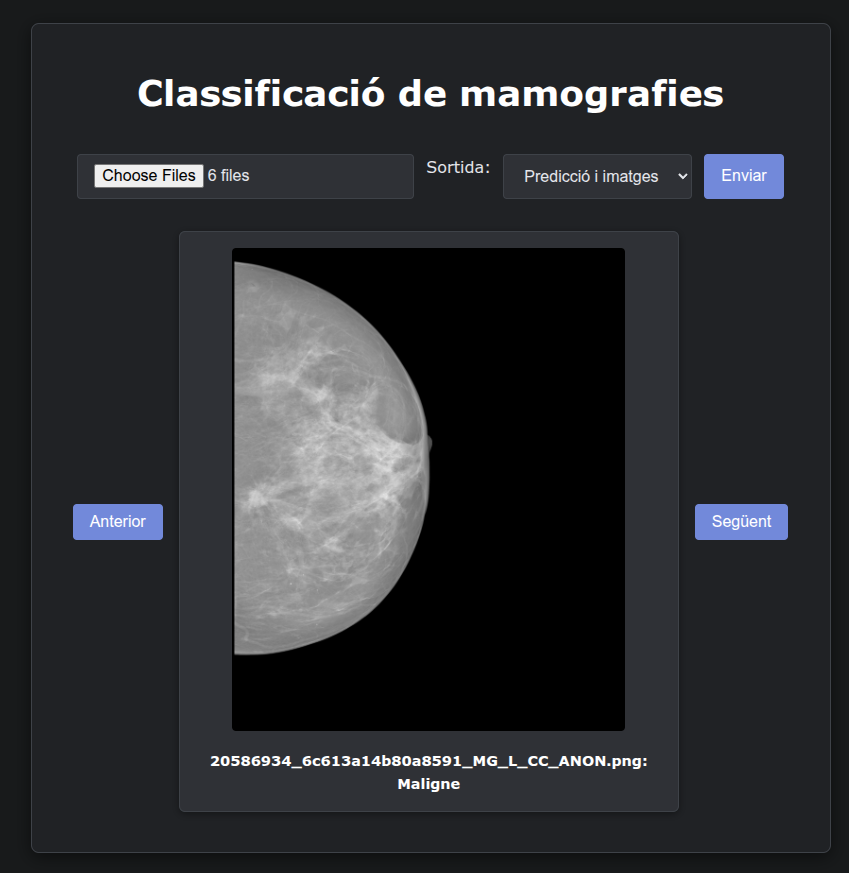 Classificació de mamografies
Choose Files 6 files
Sortida:
Predicció i imatges
Enviar
Anterior
Següent
20586934_6c613a14b80a8591_MG_L_CC_ANON.png:
Maligne